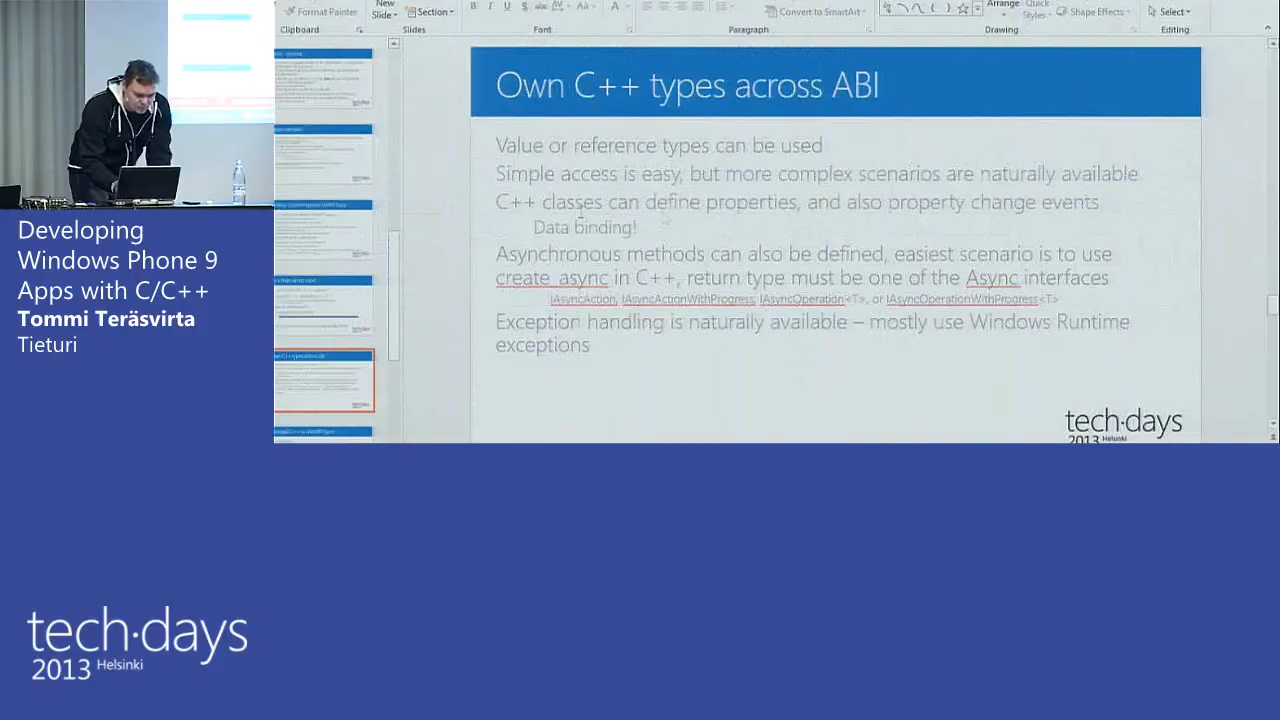 Format Painter
New
Slide
Section
Convert to SmartArt
Arrange
Quick
Styles
Shape Effects
Select
Clipboard
Slides
Font
Paragraph
Drawing
Editing
Own C++ types across ABI
Value or reference types can be used
Simple access is easy, but more complex scenarios are naturally available
C++ classes can define properties, and also property change events
Data binding!
Asynchronous methods can also be defined, easiest scenario is to use
create_async in C++, return type must be one of the Async interfaces
IAsyncAction, IAsyncActionWithProgress, IAsyncOperation<T>, or IAsyncOperationWithProgress<T>
Exception handling is naturally available – mostly use Windows Runtime
exceptions
tech·days
2013 Helsinki
Developing
Windows Phone 9
Apps with C/C++
Tommi Teräsvirta
Tieturi
tech·days
2013 Helsinki